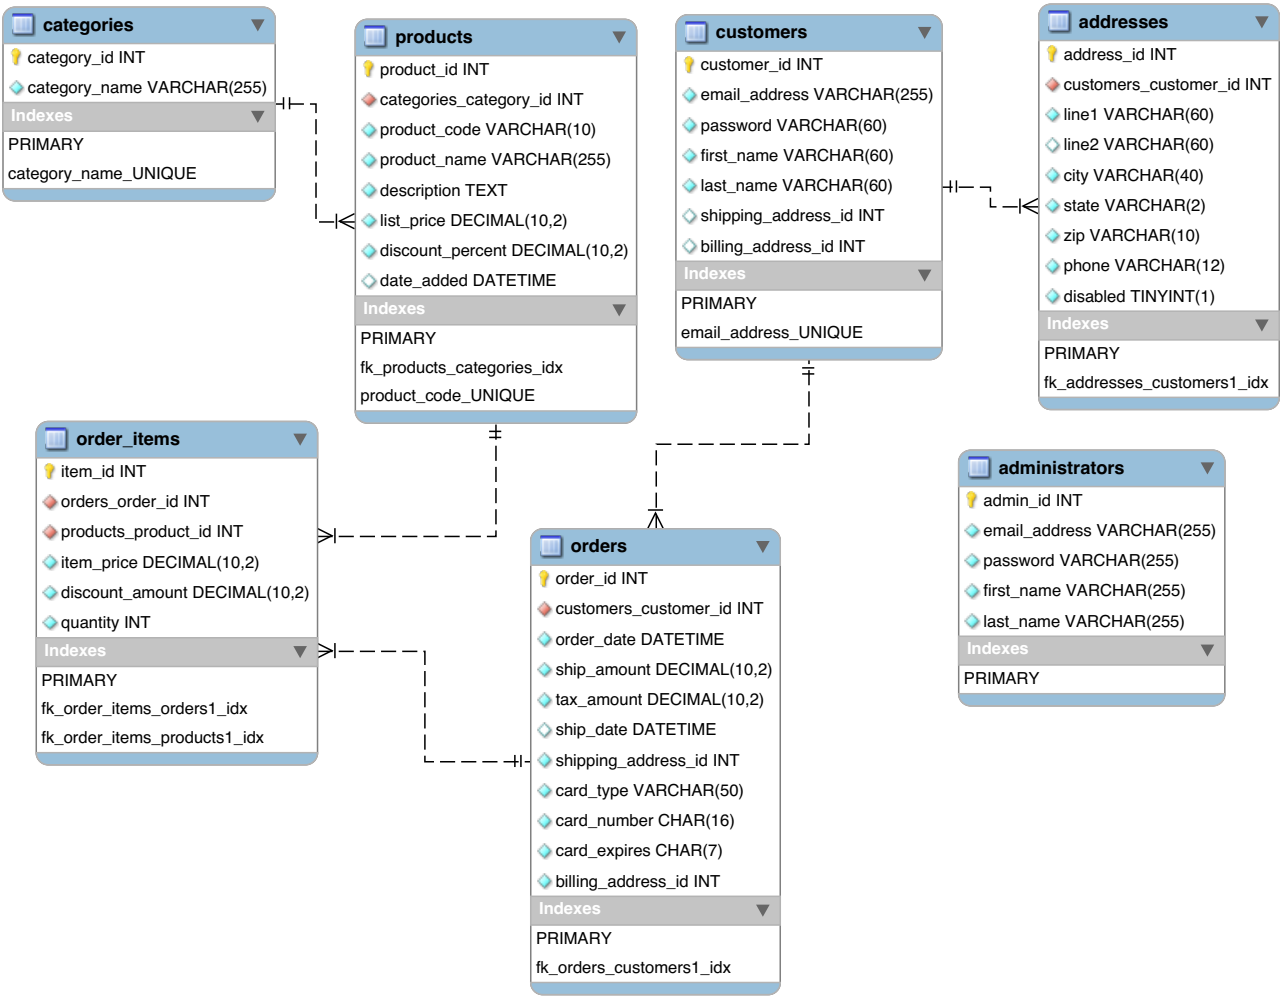 categories
category_id INT
category_name VARCHAR(255)
Indexes
PRIMARY
category_name_UNIQUE
products
product_id INT
categories_category_id INT
product_code VARCHAR(10)
product_name VARCHAR(255)
description TEXT
list_price DECIMAL(10,2)
discount_percent DECIMAL(10,2)
date_added DATETIME
Indexes
PRIMARY
fk_products_categories_idx
product_code_UNIQUE
customers
customer_id INT
email_address VARCHAR(255)
password VARCHAR(60)
first_name VARCHAR(60)
last_name VARCHAR(60)
shipping_address_id INT
billing_address_id INT
Indexes
PRIMARY
email_address_UNIQUE
addresses
address_id INT
customers_customer_id INT
line1 VARCHAR(60)
line2 VARCHAR(60)
city VARCHAR(40)
state VARCHAR(2)
zip VARCHAR(10)
phone VARCHAR(12)
disabled TINYINT(1)
Indexes
PRIMARY
fk_addresses_customers1_idx
order_items
item_id INT
orders_order_id INT
products_product_id INT
item_price DECIMAL(10,2)
discount_amount DECIMAL(10,2)
quantity INT
Indexes
PRIMARY
fk_order_items_orders1_idx
fk_order_items_products1_idx
orders
order_id INT
customers_customer_id INT
order_date DATETIME
ship_amount DECIMAL(10,2)
tax_amount DECIMAL(10,2)
ship_date DATETIME
shipping_address_id INT
card_type VARCHAR(50)
card_number CHAR(16)
card_expires CHAR(7)
billing_address_id INT
Indexes
PRIMARY
fk_orders_customers1_idx
administrators
admin_id INT
email_address VARCHAR(255)
password VARCHAR(255)
first_name VARCHAR(255)
last_name VARCHAR(255)
Indexes
PRIMARY